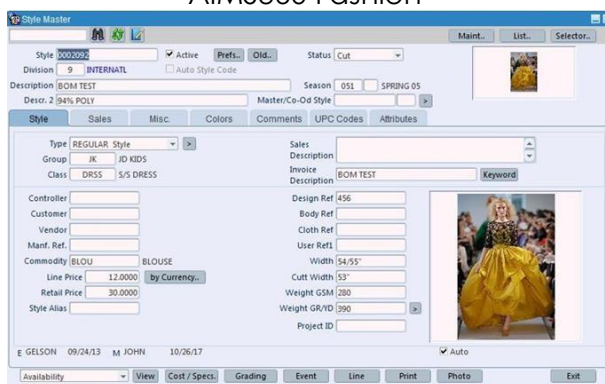 AIMS360 Fashion
Style Master
Maint.. List.. Selector..
Style 0002092 Active Prefs.. Old.. Status Cut
Division 9 INTERNATL Auto Style Code
Description BOM TEST Season 051 SPRING 05
Descr. 2 94% POLY Master/Co-Od Style >
Style Sales Misc. Colors Comments UPC Codes Attributes
Type REGULAR Style > Sales Description
Group JK JD KIDS
Class DRSS S/S DRESS Invoice Description BOM TEST Keyword
Controller Design Ref 456
Customer Body Ref
Vendor Cloth Ref
Manf. Ref. User Ref1
Commodity BLOU BLOUSE Width 54/55"
Line Price 12.0000 by Currency.. Cutt Width 53"
Retail Price 30.0000 Weight GSM 280
Style Alias Weight GR/YD 390 >
Project ID
E GELSON 09/24/13 M JOHN 10/26/17 Auto
Availability View Cost / Specs. Grading Event Line Print Photo Exit